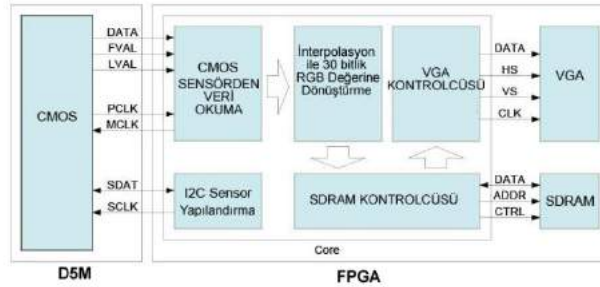 DATA
FVAL
LVAL
PCLK
MCLK
SDAT
SCLK
CMOS
CMOS
SENSÖRDEN
VERİ
OKUMA
I2C Sensor
Yapılandırma
İnterpolasyon
ile 30 bitlik
RGB Değerine
Dönüştürme
VGA
KONTROLCÜSÜ
SDRAM KONTROLCÜSÜ
DATA
HS
VS
CLK
VGA
DATA
ADDR
CTRL
SDRAM
Core
D5M
FPGA